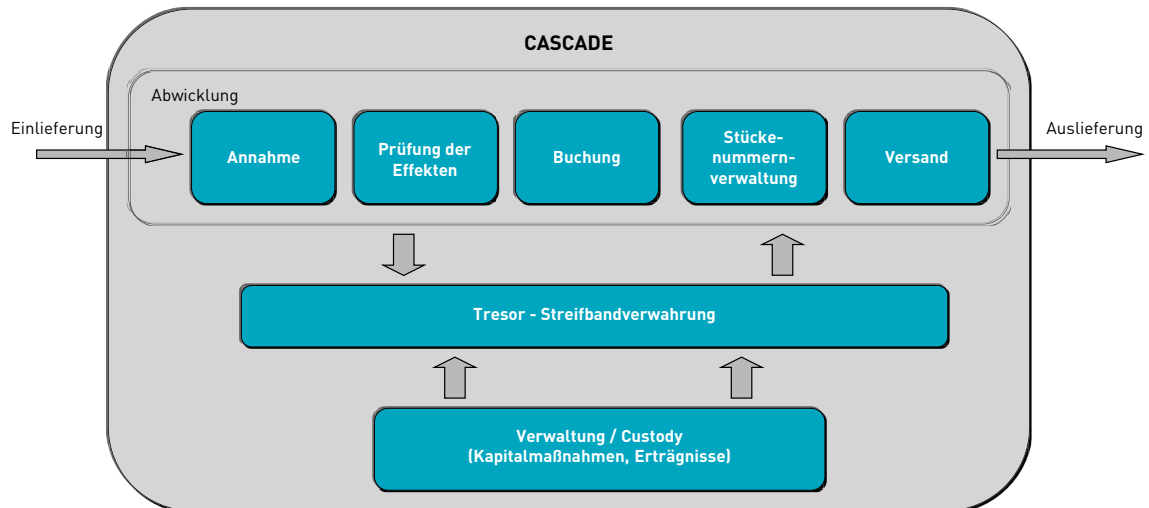 CASCADE
Abwicklung
Einlieferung
Annahme
Prüfung der
Effekten
Buchung
Stücke-
nummern-
verwaltung
Versand
Auslieferung
Tresor - Streifbandverwahrung
Verwaltung / Custody
(Kapitalmaßnahmen, Erträgnisse)